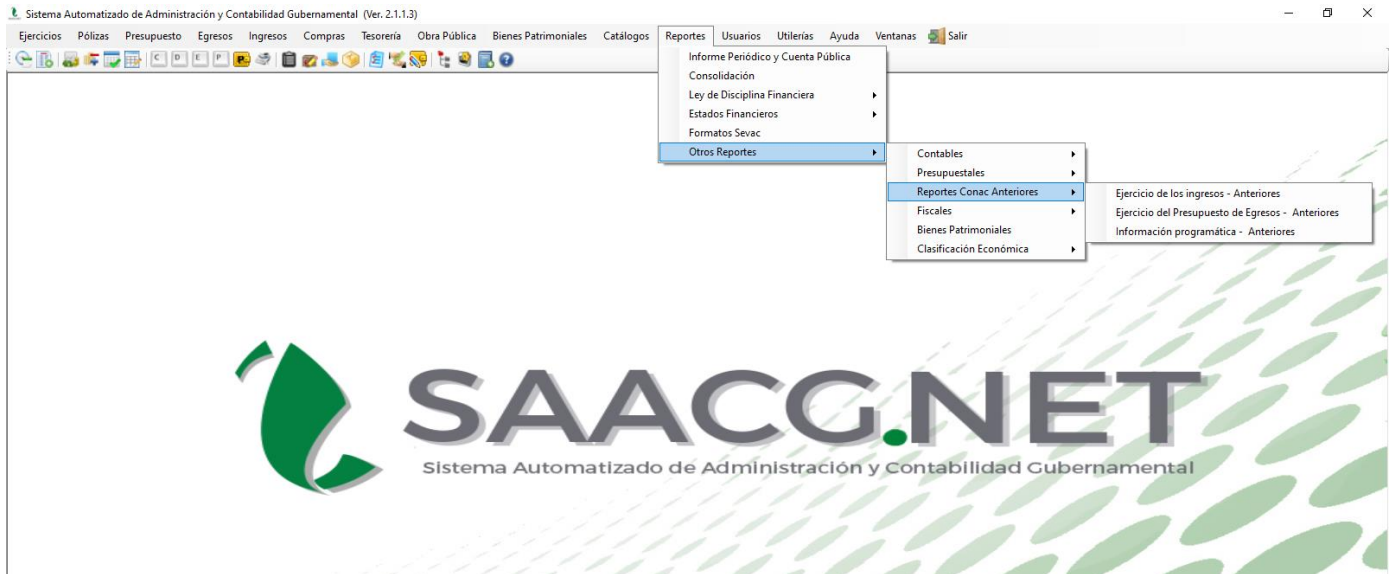 Sistema Automatizado de Administración y Contabilidad Gubernamental (Ver. 2.1.1.3)
Ejercicios Pólizas Presupuesto Egresos Ingresos Compras Tesorería Obra Pública Bienes Patrimoniales Catálogos Reportes Usuarios Utilerías Ayuda Ventanas Salir
C D E P P
Informe Periódico y Cuenta Pública
Consolidación
Ley de Disciplina Financiera
Estados Financieros
Formatos Sevac
Otros Reportes
Contables
Presupuestales
Reportes Conac Anteriores
Fiscales
Bienes Patrimoniales
Clasificación Económica
Ejercicio de los ingresos - Anteriores
Ejercicio del Presupuesto de Egresos - Anteriores
Información programática - Anteriores
SAACG.NET
Sistema Automatizado de Administración y Contabilidad Gubernamental